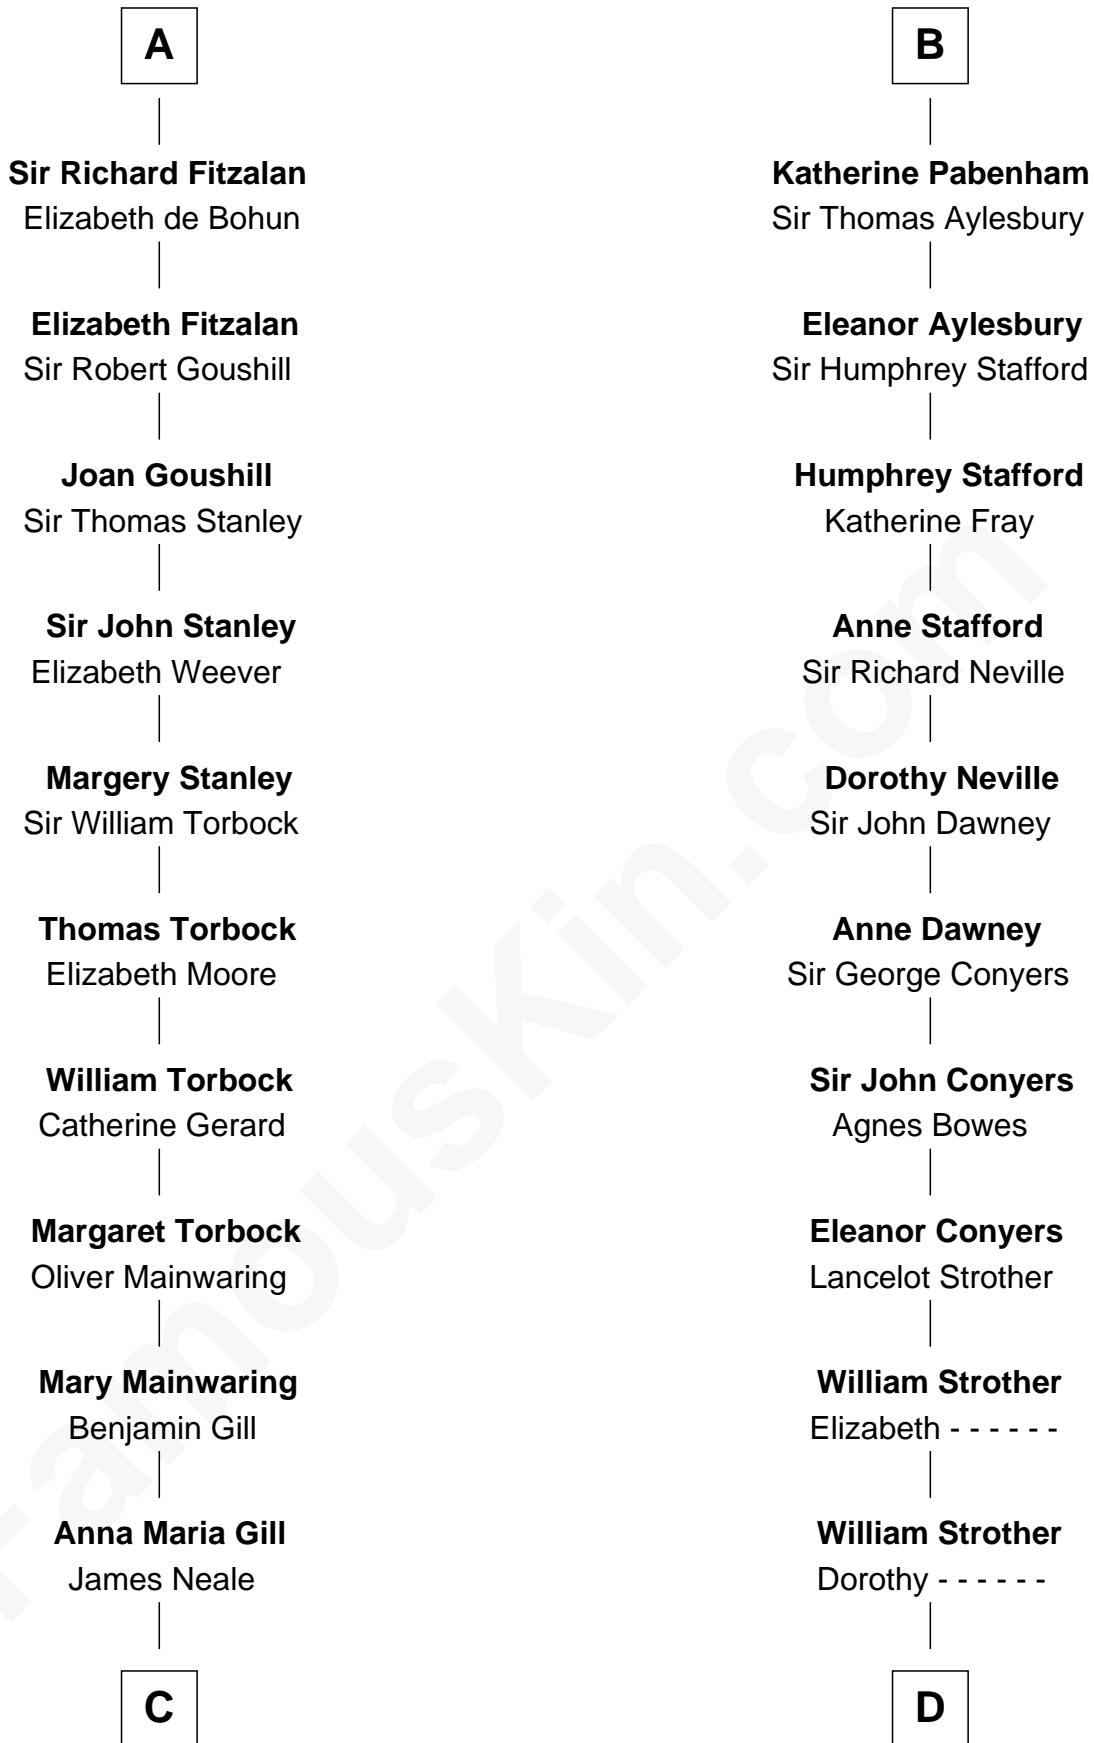 A
Sir Richard Fitzalan
Elizabeth de Bohun
Elizabeth Fitzalan
Sir Robert Goushill
Joan Goushill
Sir Thomas Stanley
Sir John Stanley
Elizabeth Weever
Margery Stanley
Sir William Torbock
Thomas Torbock
Elizabeth Moore
William Torbock
Catherine Gerard
Margaret Torbock
Oliver Mainwaring
Mary Mainwaring
Benjamin Gill
Anna Maria Gill
James Neale
C
B
Katherine Pabenham
Sir Thomas Aylesbury
Eleanor Aylesbury
Sir Humphrey Stafford
Humphrey Stafford
Katherine Fray
Anne Stafford
Sir Richard Neville
Dorothy Neville
Sir John Dawney
Anne Dawney
Sir George Conyers
Sir John Conyers
Agnes Bowes
Eleanor Conyers
Lancelot Strother
William Strother
Elizabeth - - - - - -
William Strother
Dorothy - - - - - -
D
FamousKin.com